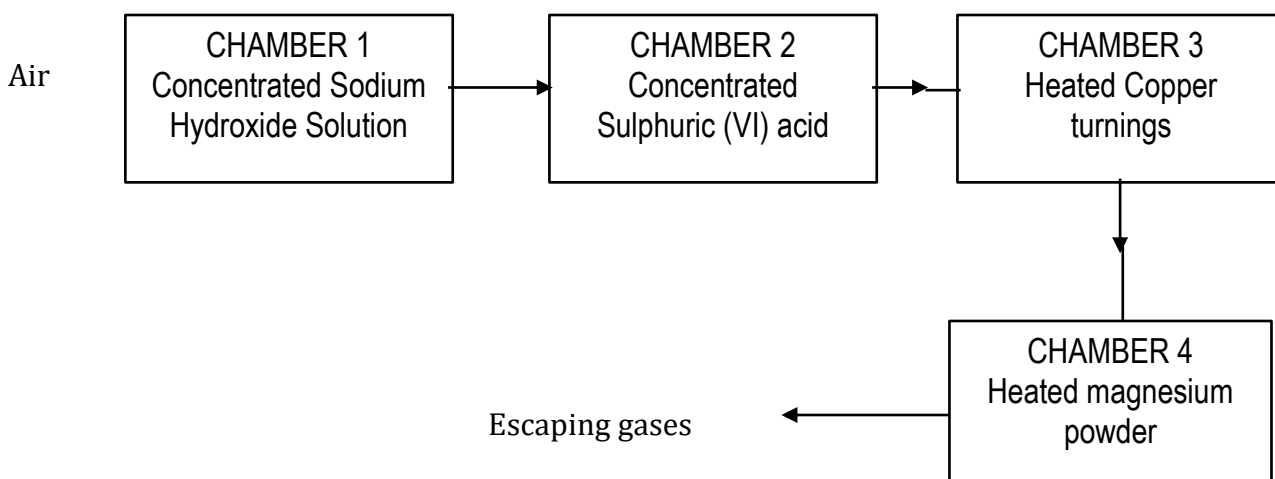 Air
CHAMBER 1
Concentrated Sodium
Hydroxide Solution
CHAMBER 2
Concentrated
Sulphuric (VI) acid
CHAMBER 3
Heated Copper
turnings
CHAMBER 4
Heated magnesium
powder
Escaping gases